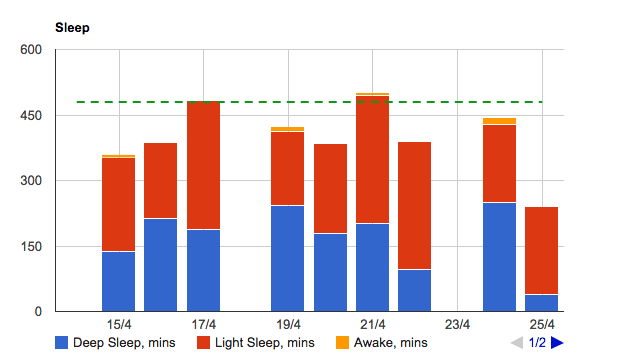 Sleep
600
450
300
150
0
15/4 17/4 19/4 21/4 23/4 25/4
Deep Sleep, mins Light Sleep, mins Awake, mins 1/2